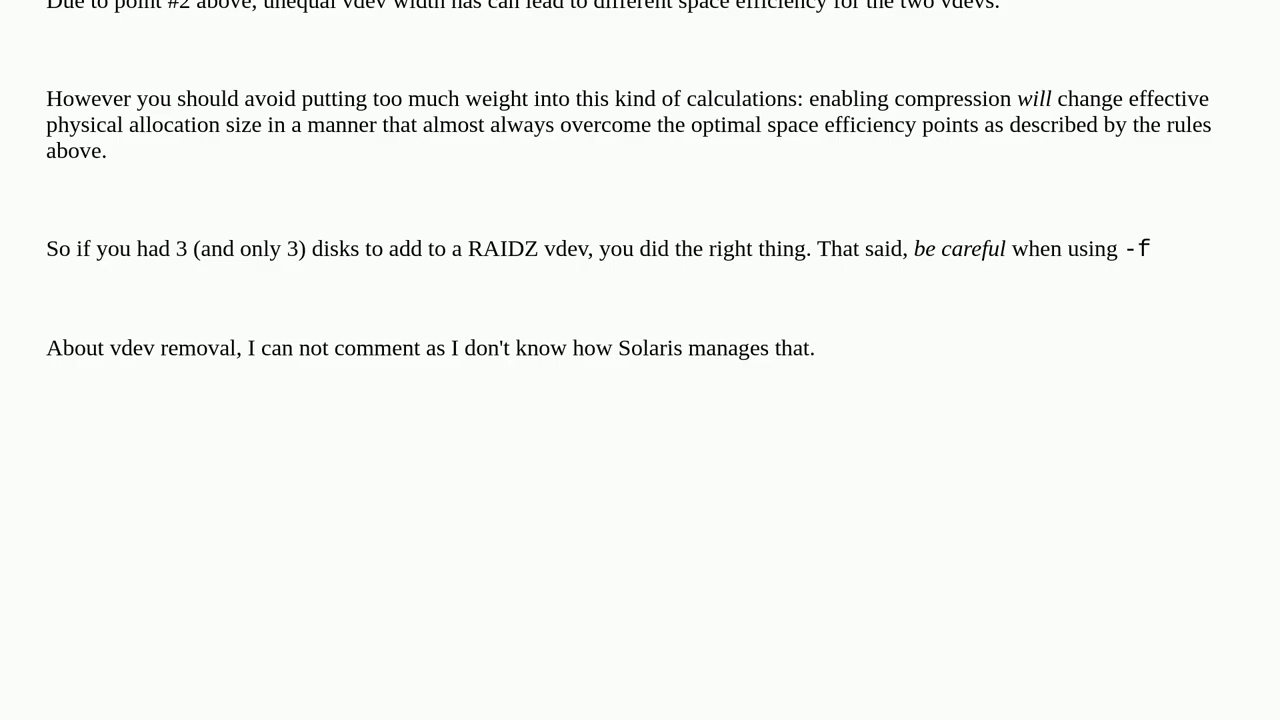 Due to point #2 above, unequal vdev width has can lead to different space efficiency for the two vdevs.
However you should avoid putting too much weight into this kind of calculations: enabling compression will change effective
physical allocation size in a manner that almost always overcome the optimal space efficiency points as described by the rules
above.
So if you had 3 (and only 3) disks to add to a RAIDZ vdev, you did the right thing. That said, be careful when using -f
About vdev removal, I can not comment as I don't know how Solaris manages that.